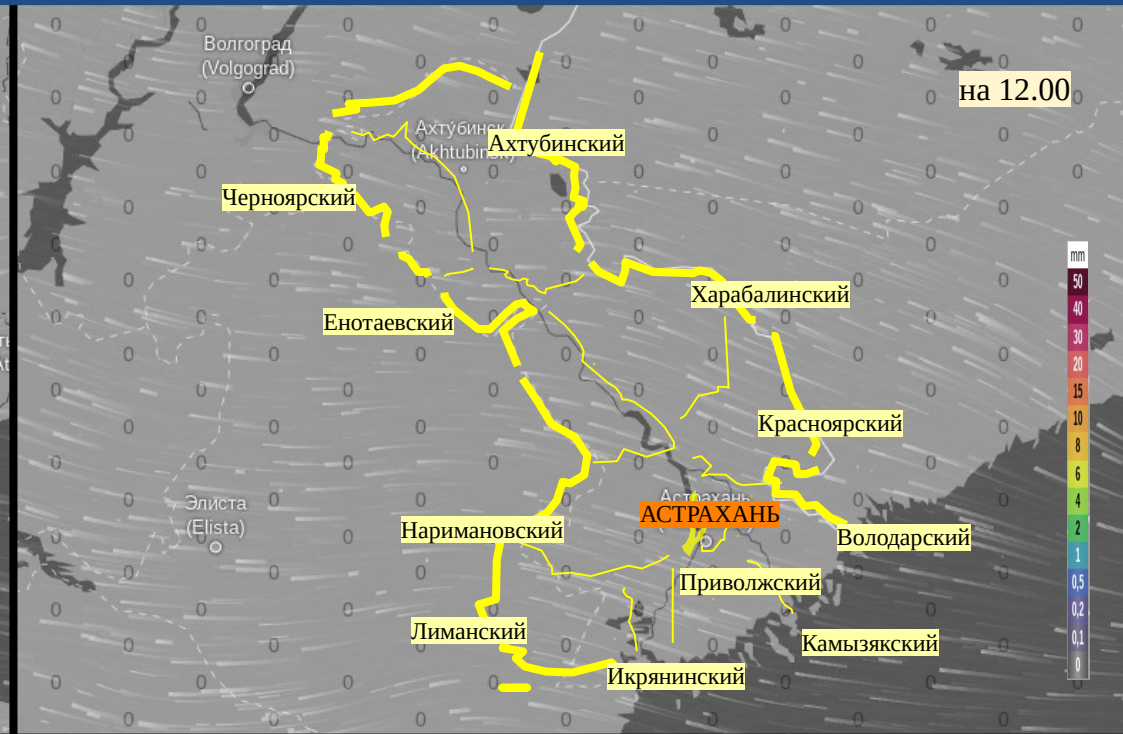 Волгоград
(Volgograd)
на 12.00
Ахтубинск
(Akhtubinsk)
Ахтубинский
Черноярский
mm
50
40
30
20
15
10
8
6
4
2
1
0,5
0,2
0,1
0
Харабалинский
Енотаевский
Красноярский
Элиста
(Elista)
Астрахань
АСТРАХАНЬ
Наримановский
Володарский
Приволжский
Лиманский
Камызякский
Икрянинский